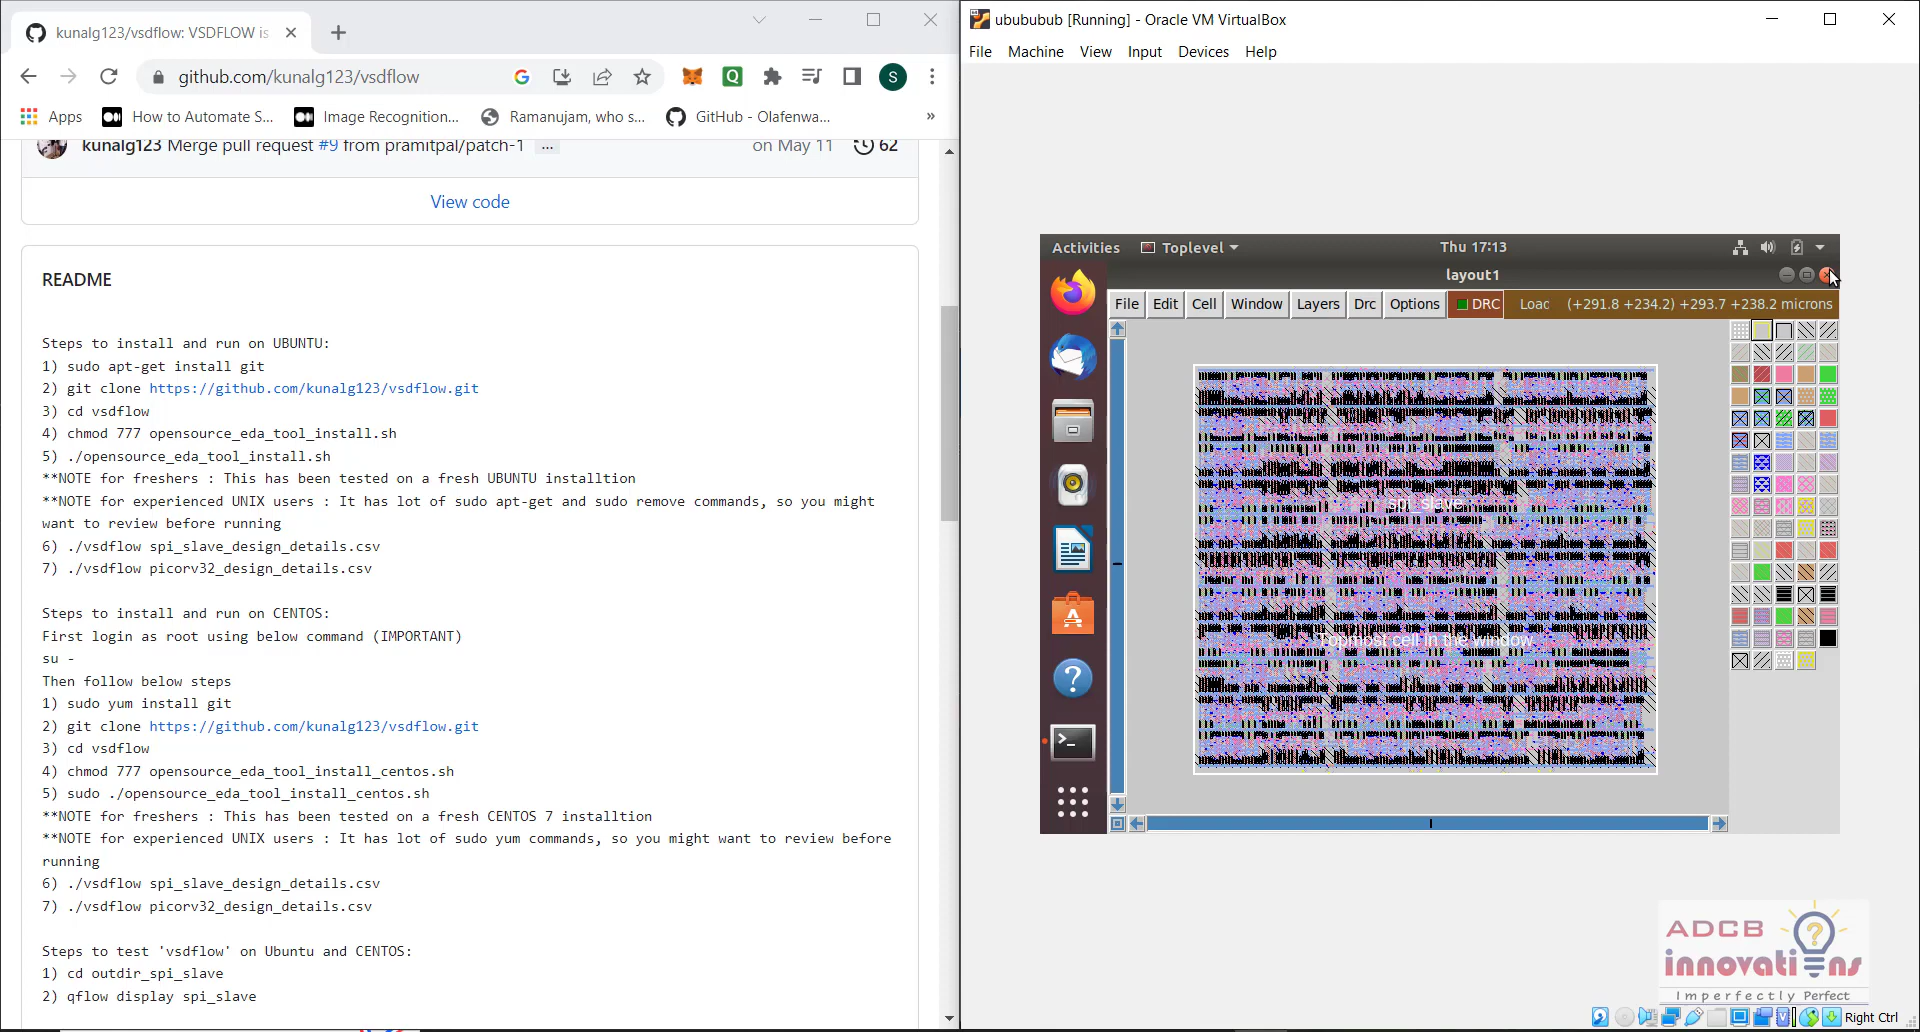 kunalg123/vsdflow: VSDFLOW is
github.com/kunalg123/vsdflow
S
Apps
How to Automate S...
Image Recognition...
Ramanujam, who s...
GitHub - Olafenwa...
»
kunalg123 Merge pull request #9 from pramitpal/patch-1 ...
on May 11
62
View code
README
Steps to install and run on UBUNTU:
1) sudo apt-get install git
2) git clone https://github.com/kunalg123/vsdflow.git
3) cd vsdflow
4) chmod 777 opensource_eda_tool_install.sh
5) ./opensource_eda_tool_install.sh
**NOTE for freshers : This has been tested on a fresh UBUNTU installtion
**NOTE for experienced UNIX users : It has lot of sudo apt-get and sudo remove commands, so you might
want to review before running
6) ./vsdflow spi_slave_design_details.csv
7) ./vsdflow picorv32_design_details.csv
Steps to install and run on CENTOS:
First login as root using below command (IMPORTANT)
su -
Then follow below steps
1) sudo yum install git
2) git clone https://github.com/kunalg123/vsdflow.git
3) cd vsdflow
4) chmod 777 opensource_eda_tool_install_centos.sh
5) sudo ./opensource_eda_tool_install_centos.sh
**NOTE for freshers : This has been tested on a fresh CENTOS 7 installtion
**NOTE for experienced UNIX users : It has lot of sudo yum commands, so you might want to review before
running
6) ./vsdflow spi_slave_design_details.csv
7) ./vsdflow picorv32_design_details.csv
Steps to test 'vsdflow' on Ubuntu and CENTOS:
1) cd outdir_spi_slave
2) qflow display spi_slave
ubububub [Running] - Oracle VM VirtualBox
File Machine View Input Devices Help
Activities
Toplevel
Thu 17:13
layout1
File Edit Cell Window Layers Drc Options DRC Loac (+291.8 +234.2) +293.7 +238.2 microns
spi_slave
Topmost cell in the window
ADCB
innovations
Imperfectly Perfect
Right Ctrl